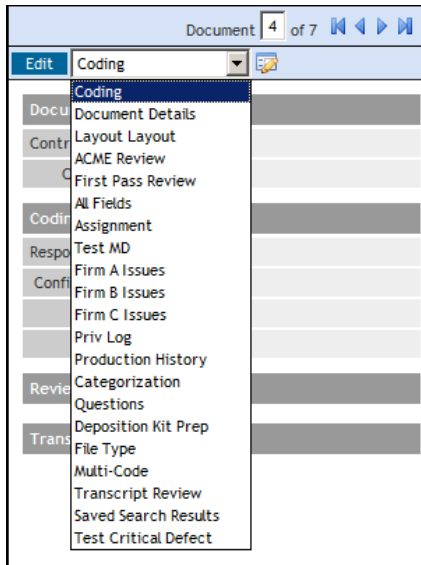 Document 4 of 7
Edit Coding
Coding
Document Details
Layout Layout
ACME Review
First Pass Review
All Fields
Assignment
Test MD
Firm A Issues
Firm B Issues
Firm C Issues
Priv Log
Production History
Categorization
Questions
Deposition Kit Prep
File Type
Multi-Code
Transcript Review
Saved Search Results
Test Critical Defect
Docu
Contr
C
Codin
Respo
Confi
Revie
Trans